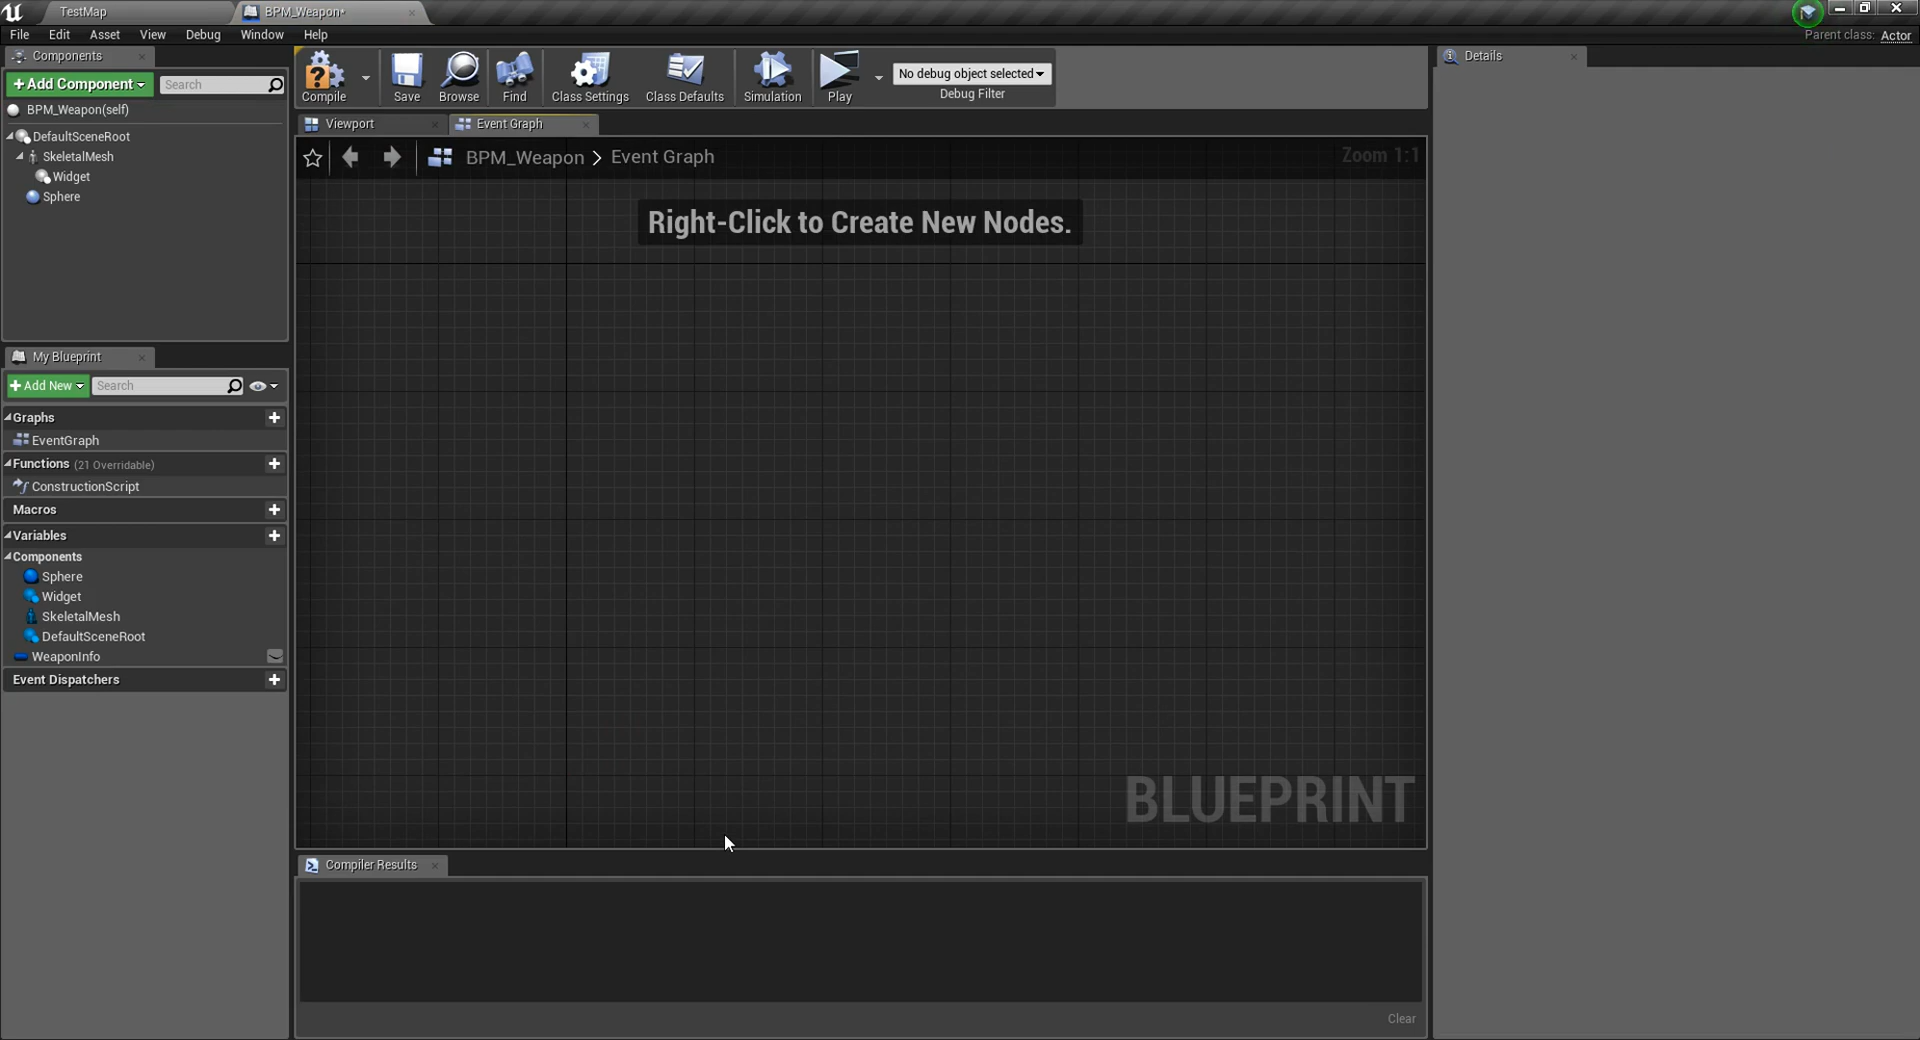 TestMap
BPM_Weapon*
File Edit Asset View Debug Window Help
Parent class: Actor
Components
+ Add Component
Search
BPM_Weapon(self)
DefaultSceneRoot
SkeletalMesh
Widget
Sphere
My Blueprint
+ Add New
Search
Graphs
EventGraph
Functions (21 Overridable)
ConstructionScript
Macros
Variables
Components
Sphere
Widget
SkeletalMesh
DefaultSceneRoot
WeaponInfo
Event Dispatchers
Compile
Save
Browse
Find
Class Settings
Class Defaults
Simulation
Play
No debug object selected
Debug Filter
Viewport
Event Graph
BPM_Weapon > Event Graph
Zoom 1:1
Right-Click to Create New Nodes.
BLUEPRINT
Compiler Results
Clear
Details